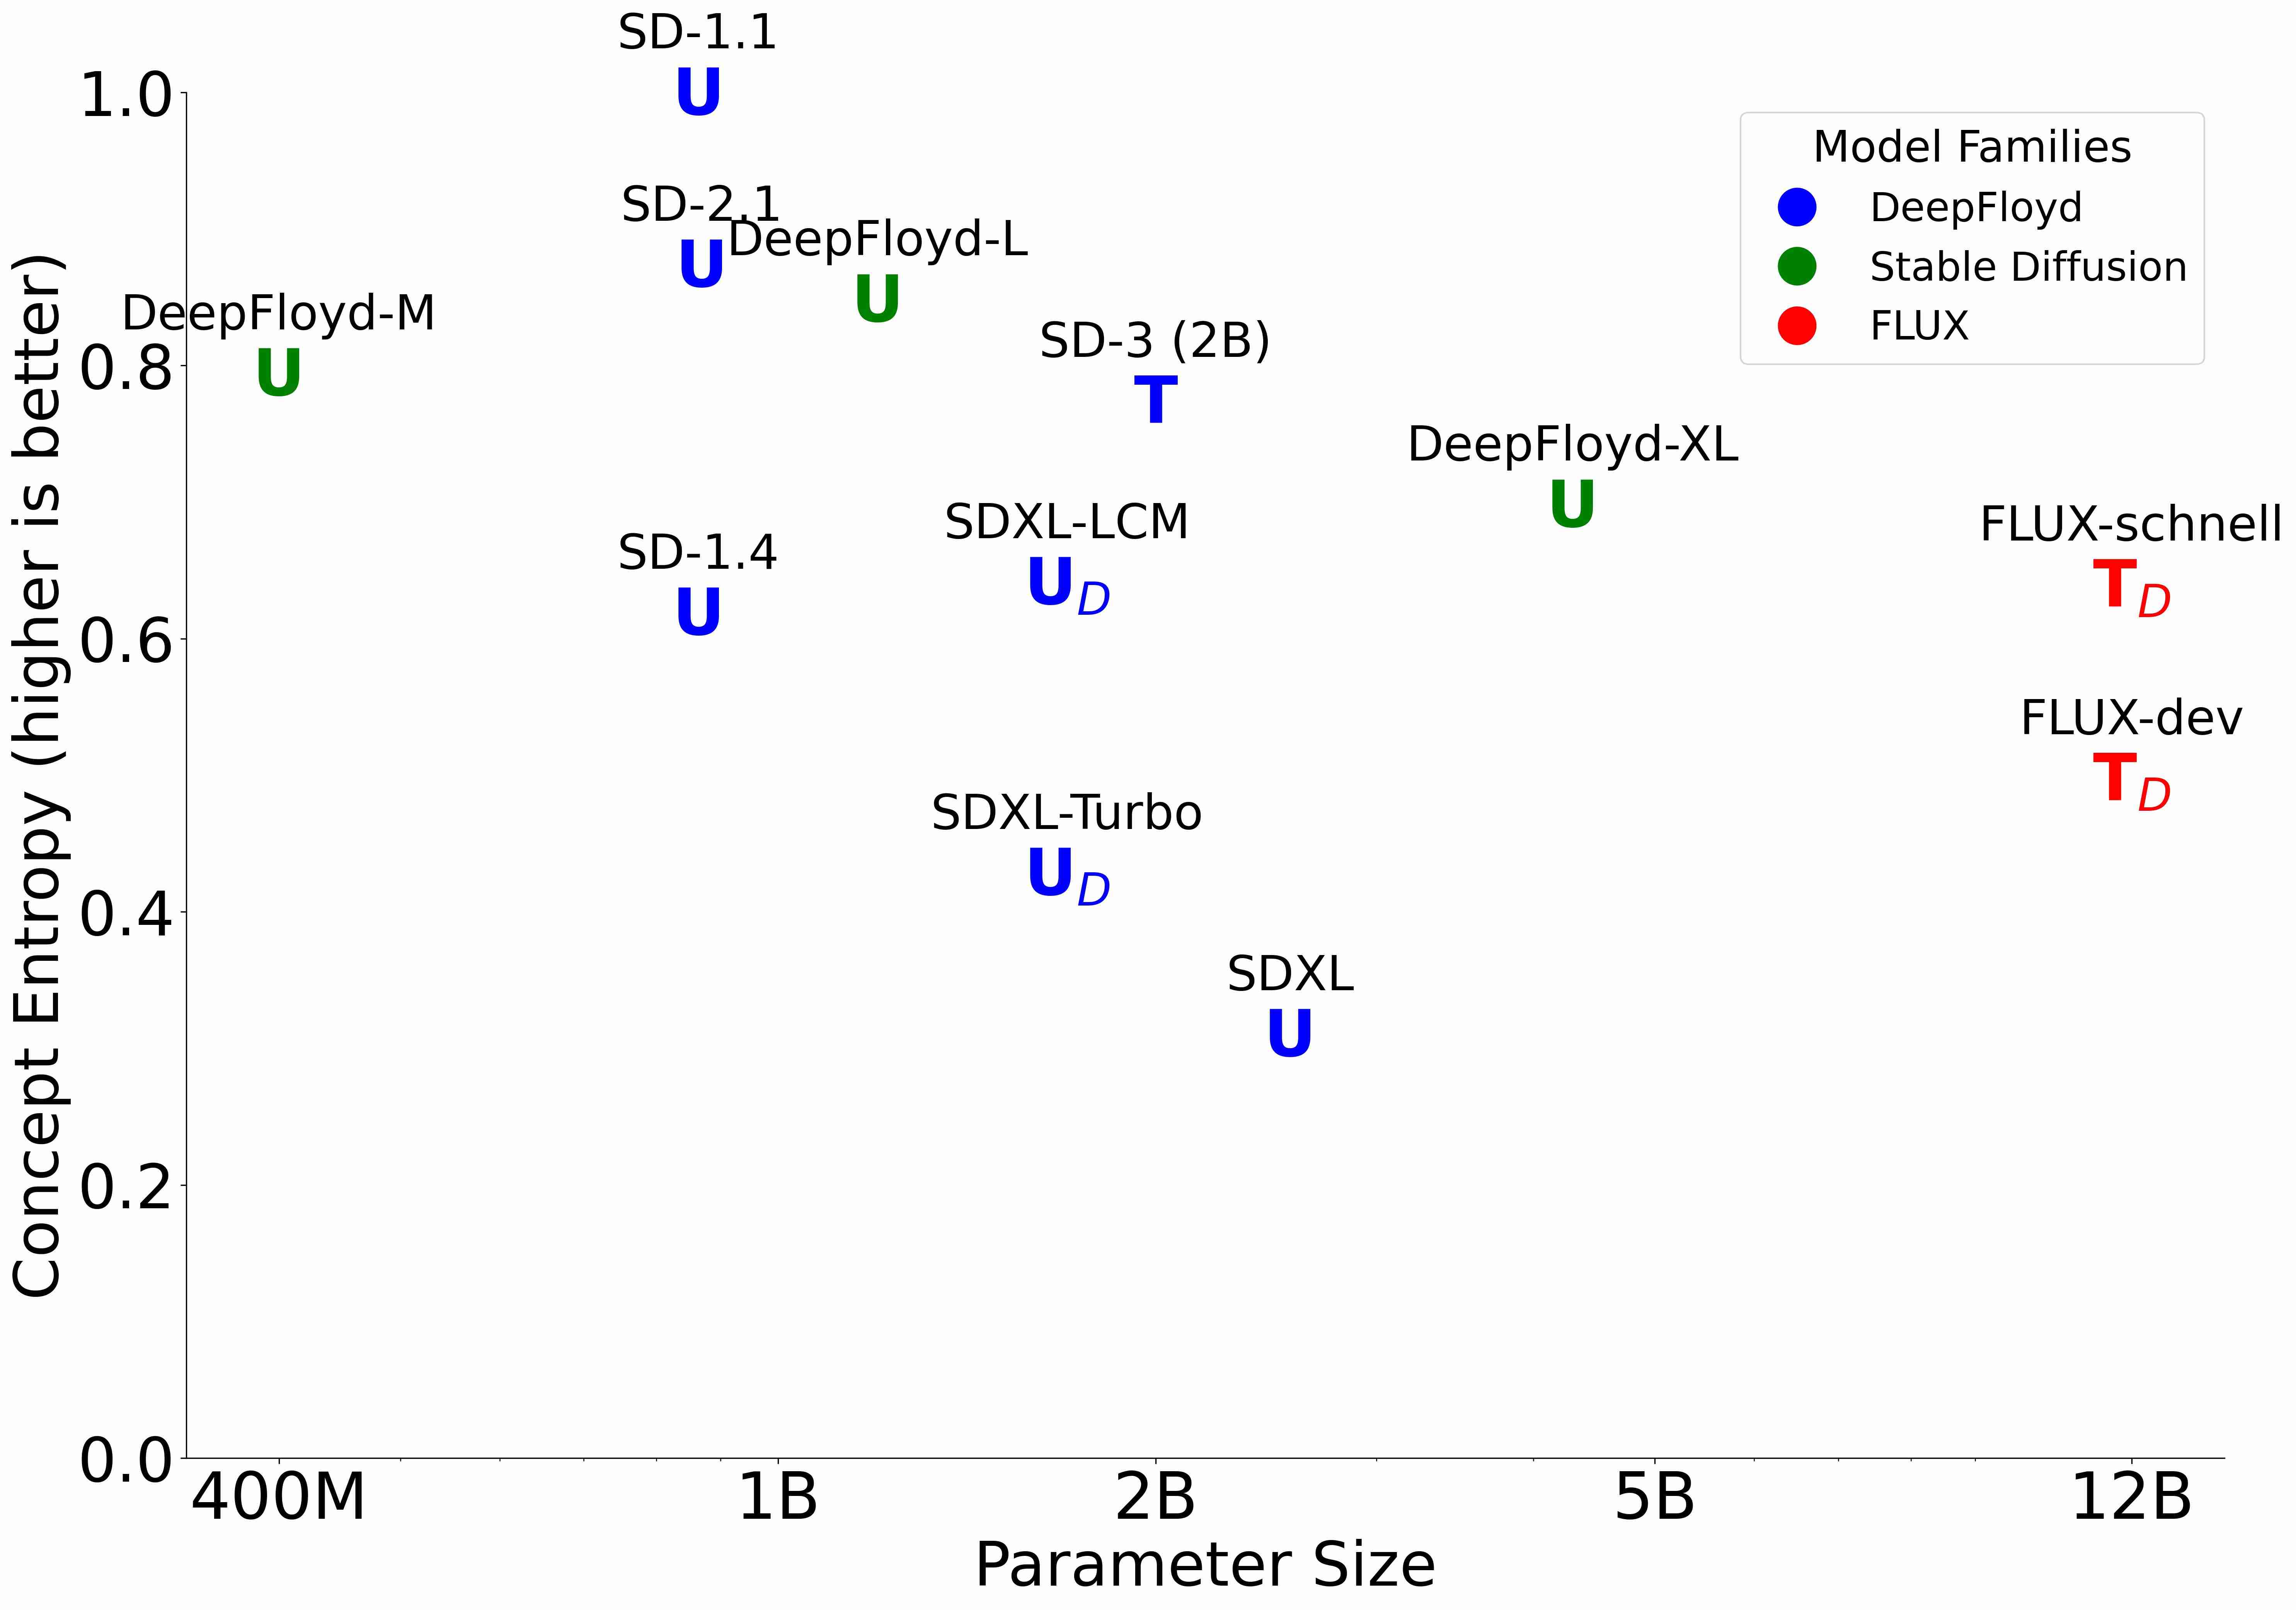 SD-1.1
U
1.0
Model Families
DeepFloyd
Stable Diffusion
FLUX
SD-2.1
U
DeepFloyd-L
U
DeepFloyd-M
U
0.8
SD-3 (2B)
T
DeepFloyd-XL
U
SDXL-LCM
U D
FLUX-schnell
T D
SD-1.4
U
0.6
FLUX-dev
T D
SDXL-Turbo
U D
0.4
SDXL
U
0.2
0.0
Concept Entropy (higher is better)
400M
1B
2B
5B
12B
Parameter Size